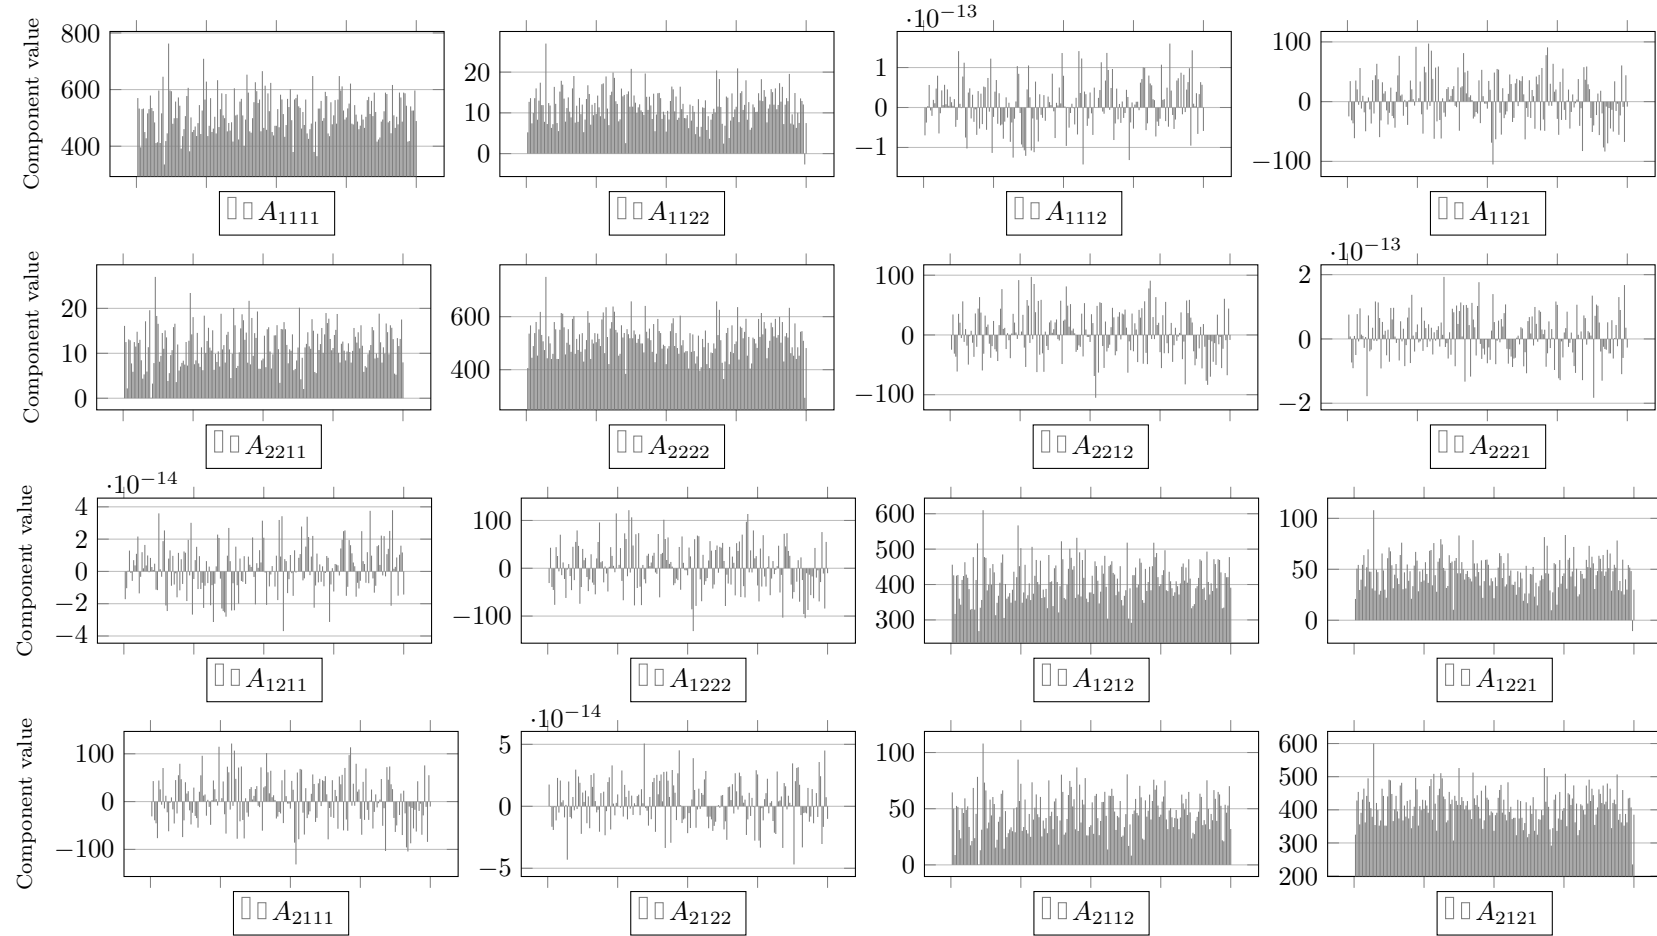 ·10⁻¹³
Component value
800
600
400
20
10
0
1
0
−1
100
0
−100
A₁₁₁₁
A₁₁₂₂
A₁₁₁₂
A₁₁₂₁
·10⁻¹³
Component value
20
10
0
600
400
100
0
−100
2
0
−2
A₂₂₁₁
A₂₂₂₂
A₂₂₁₂
A₂₂₂₁
·10⁻¹⁴
Component value
4
2
0
−2
−4
100
0
−100
600
500
400
300
100
50
0
A₁₂₁₁
A₁₂₂₂
A₁₂₁₂
A₁₂₂₁
·10⁻¹⁴
Component value
100
0
−100
5
0
−5
100
50
0
600
500
400
300
200
A₂₁₁₁
A₂₁₂₂
A₂₁₁₂
A₂₁₂₁